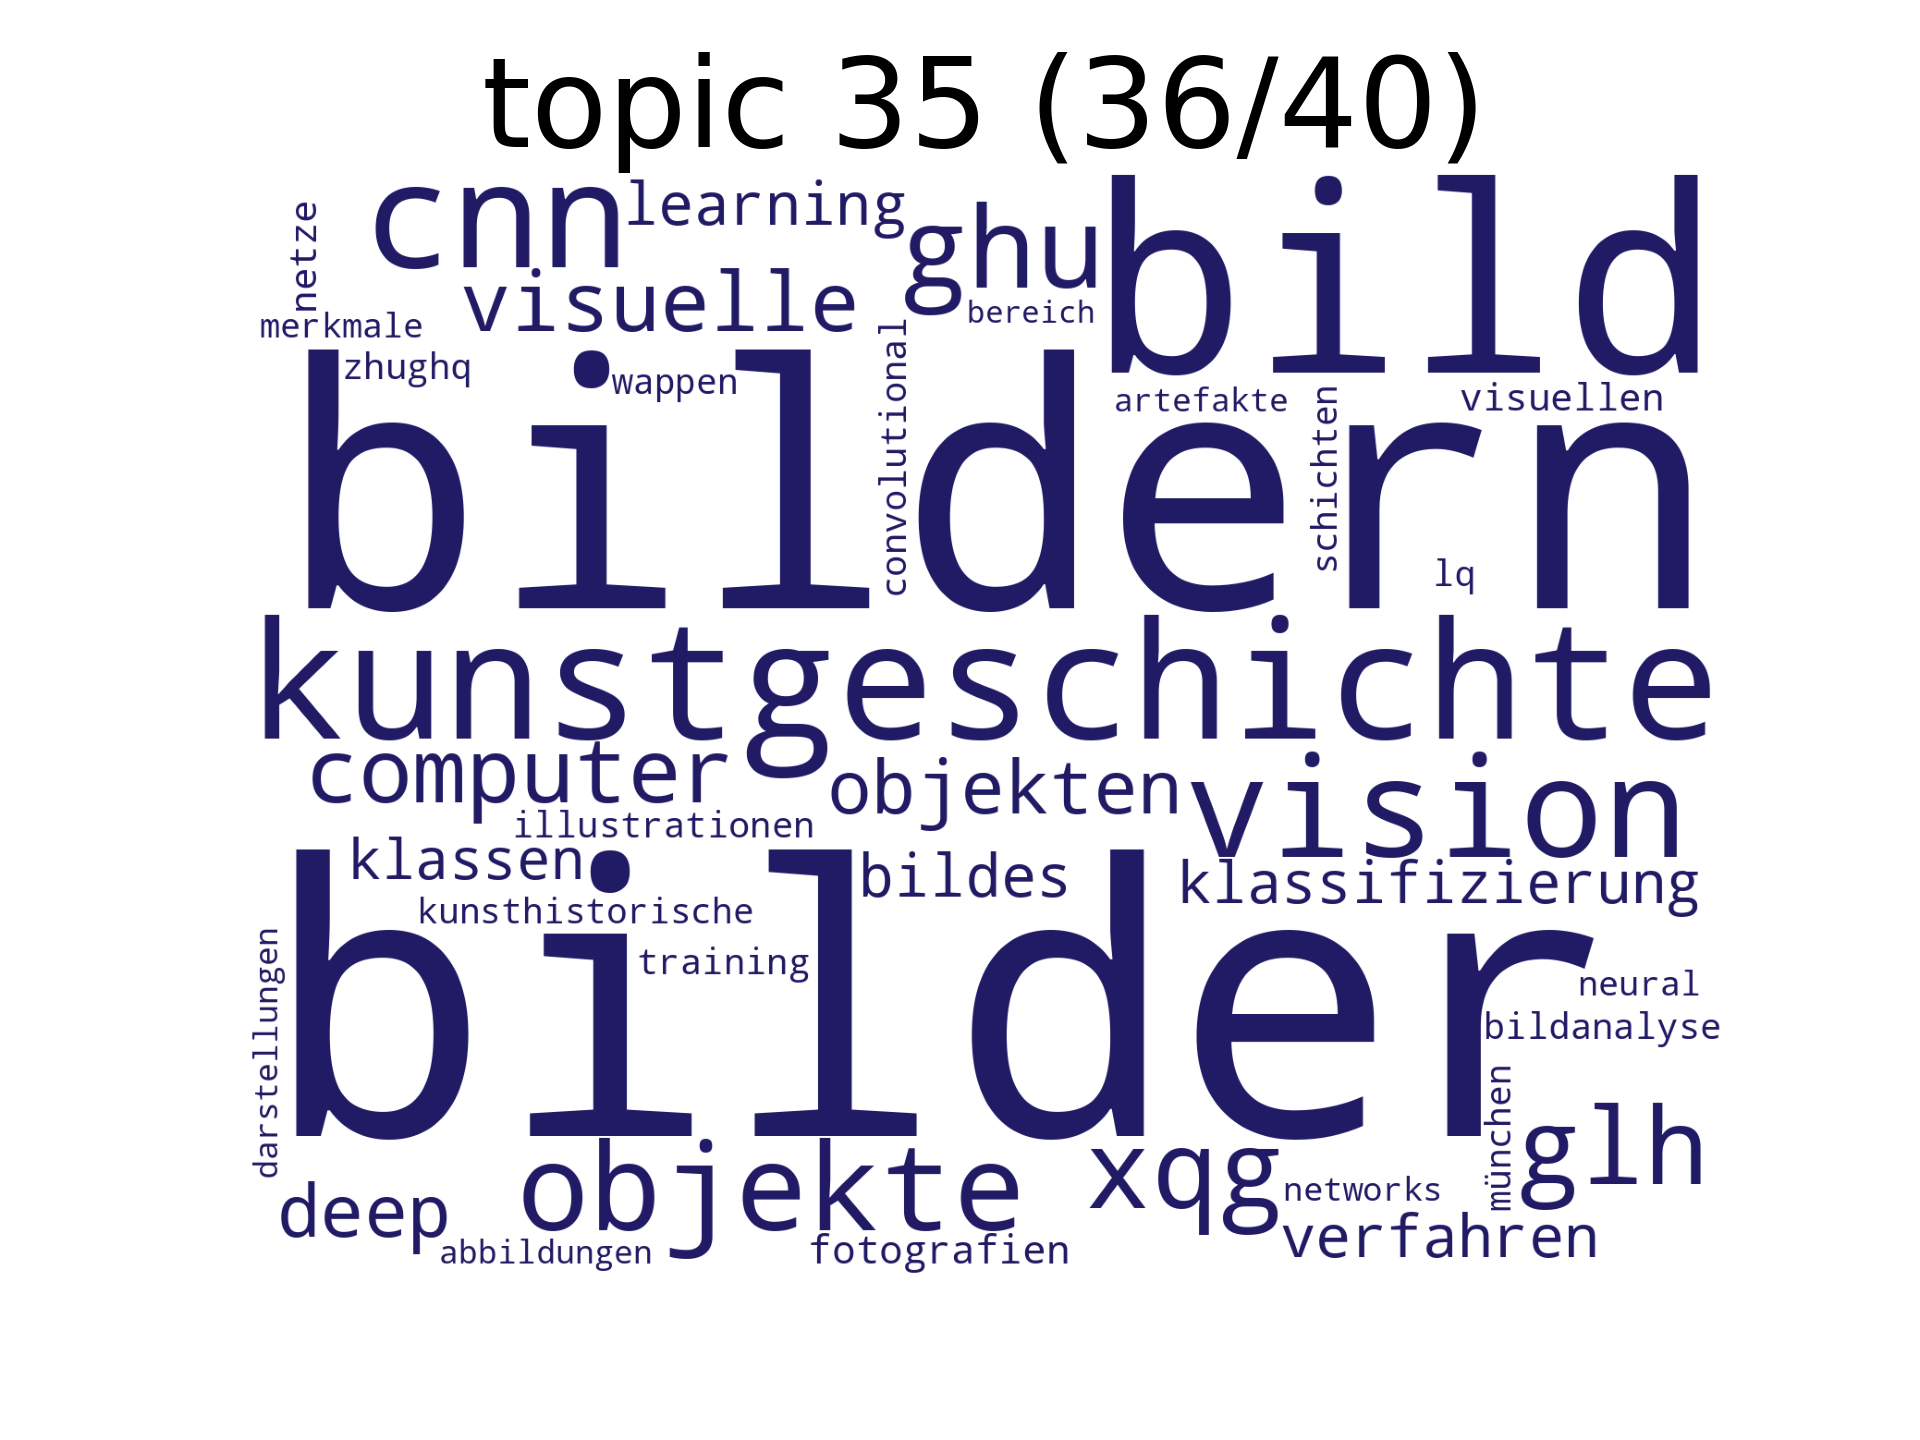 topic 35 (36/40)
cnn
learning
ghu
bild
netze
visuelle
bereich
merkmale
zhughq
wappen
convolutional
artefakte
schichten
visuellen
bildern
lq
kunstgeschichte
computer
objekten
vision
illustrationen
klassen
bildes
klassifizierung
kunsthistorische
training
bilder
neural
bildanalyse
darstellungen
münchen
glh
deep
objekte
xqg
networks
verfahren
abbildungen
fotografien